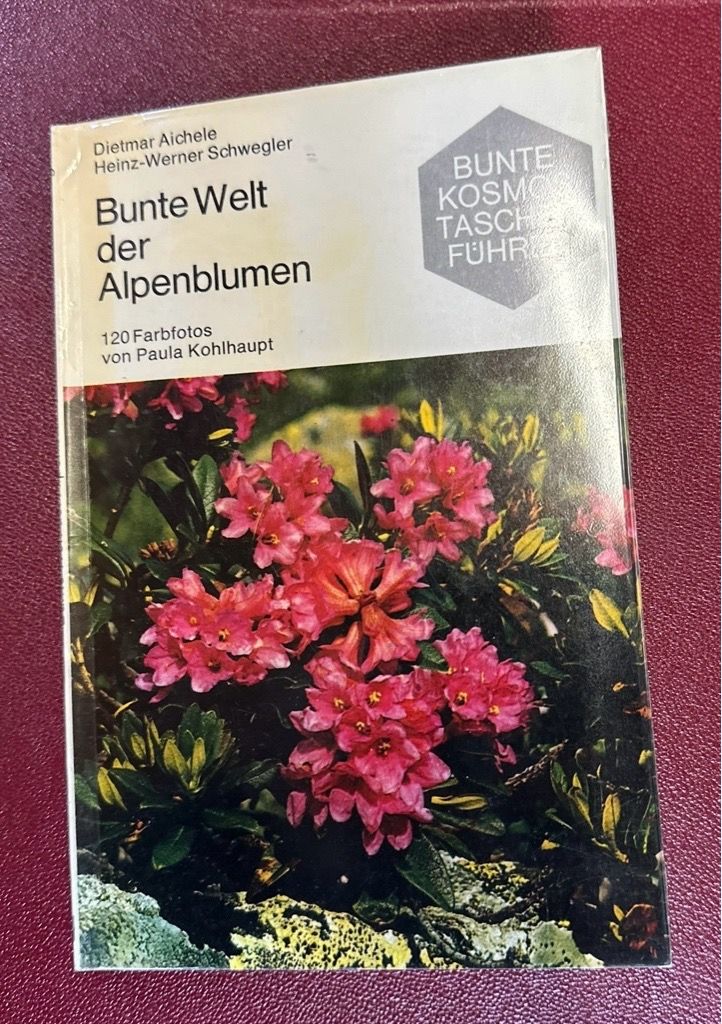 Dietmar Aichele
Heinz-Werner Schwegler
Bunte Welt
der
Alpenblumen
120 Farbfotos
von Paula Kohlhaupt
BUNTE